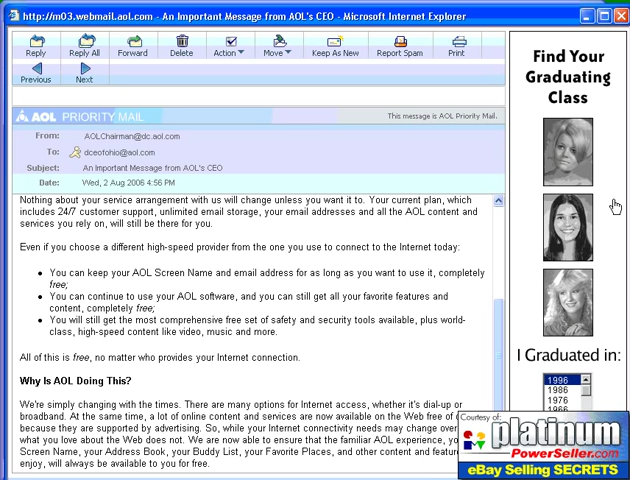 http://m03.webmail.aol.com - An Important Message from AOL's CEO - Microsoft Internet Explorer
Reply
Reply All
Forward
Delete
Action
Move
Keep As New
Report Spam
Print
Previous
Next
AOL PRIORITY MAIL
This message is AOL Priority Mail.
From: AOLChairman@dc.aol.com
To: dceofohio@aol.com
Subject: An Important Message from AOL's CEO
Date: Wed, 2 Aug 2006 4:56 PM
Nothing about your service arrangement with us will change unless you want it to. Your current plan, which
includes 24/7 customer support, unlimited email storage, your email addresses and all the AOL content and
services you rely on, will still be there for you.
Even if you choose a different high-speed provider from the one you use to connect to the Internet today:
• You can keep your AOL Screen Name and email address for as long as you want to use it, completely
free;
• You can continue to use your AOL software, and you can still get all your favorite features and
content, completely free;
• You will still get the most comprehensive free set of safety and security tools available, plus world-
class, high-speed content like video, music and more.
All of this is free, no matter who provides your Internet connection.
Why Is AOL Doing This?
We're simply changing with the times. There are many options for Internet access, whether it's dial-up or
broadband. At the same time, a lot of online content and services are now available on the Web free of
because they are supported by advertising. So, while your Internet connectivity needs may change over
what you love about the Web does not. We are now able to ensure that the familiar AOL experience,
Screen Name, your Address Book, your Buddy List, your Favorite Places, and other content and
enjoy, will always be available to you for free.
Find Your
Graduating
Class
I Graduated in:
1996
1986
1976
1966
Courtesy of:
platinum
PowerSeller.com
eBay Selling SECRETS